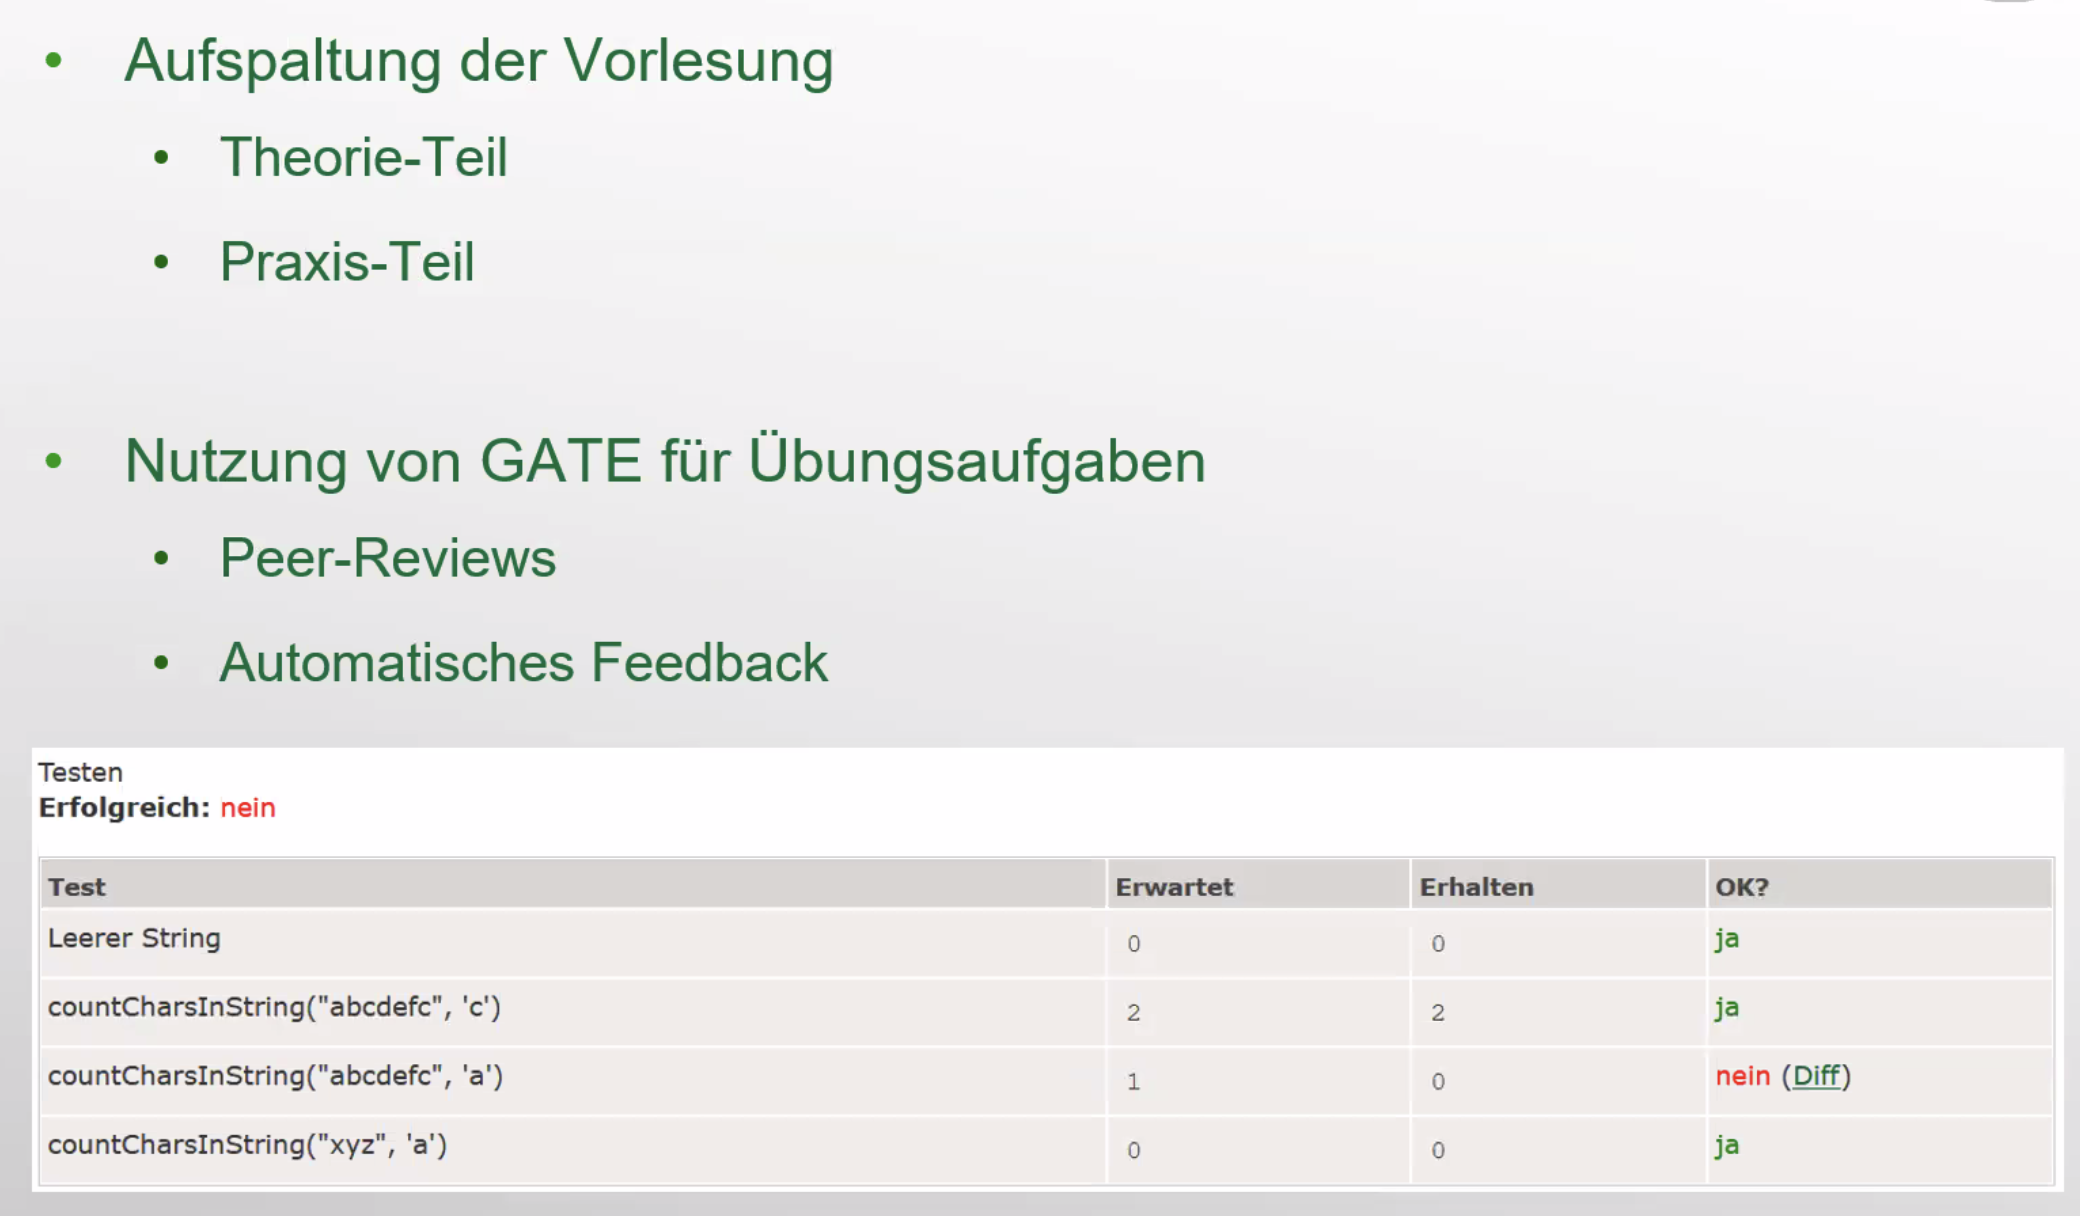 Aufspaltung der Vorlesung
Theorie-Teil
Praxis-Teil
Nutzung von GATE für Übungsaufgaben
Peer-Reviews
Automatisches Feedback
Testen
Erfolgreich: nein
Test Erwartet Erhalten OK?
Leerer String 0 0 ja
countCharsInString("abcdefc", 'c') 2 2 ja
countCharsInString("abcdefc", 'a') 1 0 nein (Diff)
countCharsInString("xyz", 'a') 0 0 ja